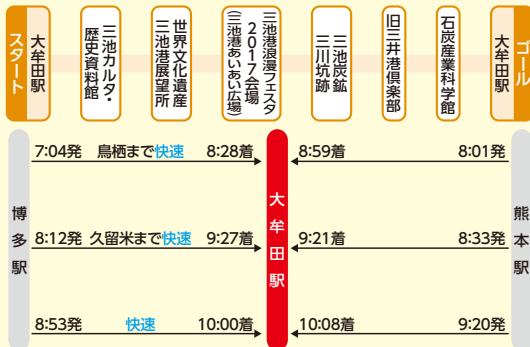 スタート
大牟田駅
三池カルタ・
歴史資料館
世界文化遺産
三池港展望所
三池港浪漫フェスタ
2017会場
(三池港あいあい広場)
三池炭鉱
三川坑跡
旧三井港倶楽部
石炭産業科学館
大牟田駅
ゴール
博多駅
7:04発 鳥栖まで快速 8:28着
8:12発 久留米まで快速 9:27着
8:53発 快速 10:00着
大牟田駅
8:59着 8:01発
9:21着 8:33発
10:08着 9:20発
熊本駅